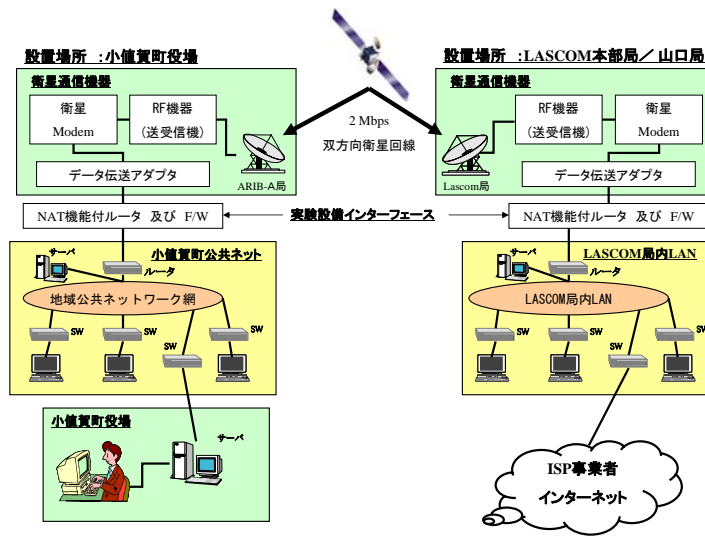 設置場所 ：小値賀町役場
設置場所 ：LASCOM本部局／ 山口局
衛星通信機器
衛星
Modem
RF機器
(送受信機)
データ伝送アダプタ
ARIB-A局
2 Mbps
双方向衛星回線
衛星通信機器
RF機器
(送受信機)
衛星
Modem
データ伝送アダプタ
Lascom局
NAT機能付ルータ 及び F/W
実験設備インターフェース
NAT機能付ルータ 及び F/W
小値賀町公共ネット
サーバ
ルータ
地域公共ネットワーク網
SW
SW
SW
SW
LASCOM局内LAN
サーバ
ルータ
LASCOM局内LAN
SW
SW
SW
SW
小値賀町役場
サーバ
ISP事業者
インターネット